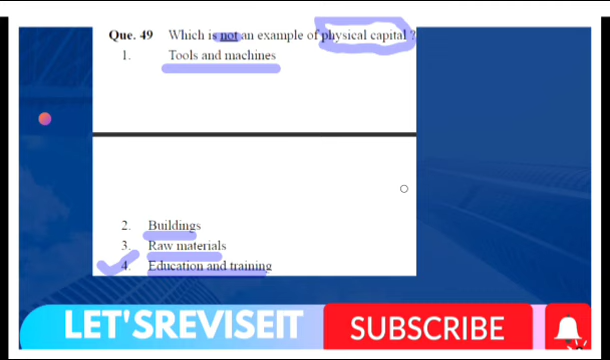 Que. 49 Which is not an example of physical capital ?
1. Tools and machines
2. Buildings
3. Raw materials
4. Education and training
LET'SREVISEIT SUBSCRIBE